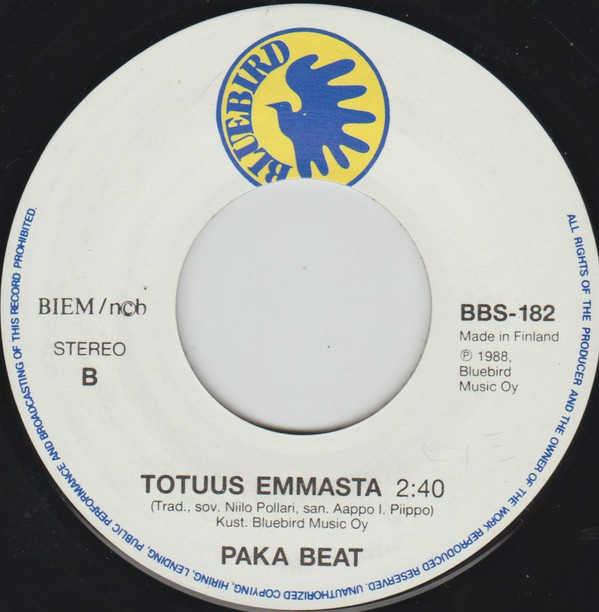 BLUEBIRD
BIEM/ncb
STEREO
B
BBS-182
Made in Finland
℗ 1988,
Bluebird
Music Oy
TOTUUS EMMASTA 2:40
(Trad., sov. Niilo Pollari, san. Aappo I. Piippo)
Kust. Bluebird Music Oy
PAKA BEAT
ALL RIGHTS OF THE PRODUCER AND THE OWNER OF THE WORK REPRODUCED RESERVED. UNAUTHORIZED COPYING, HIRING, LENDING, PUBLIC PERFORMANCE AND BROADCASTING OF THIS RECORD PROHIBITED.